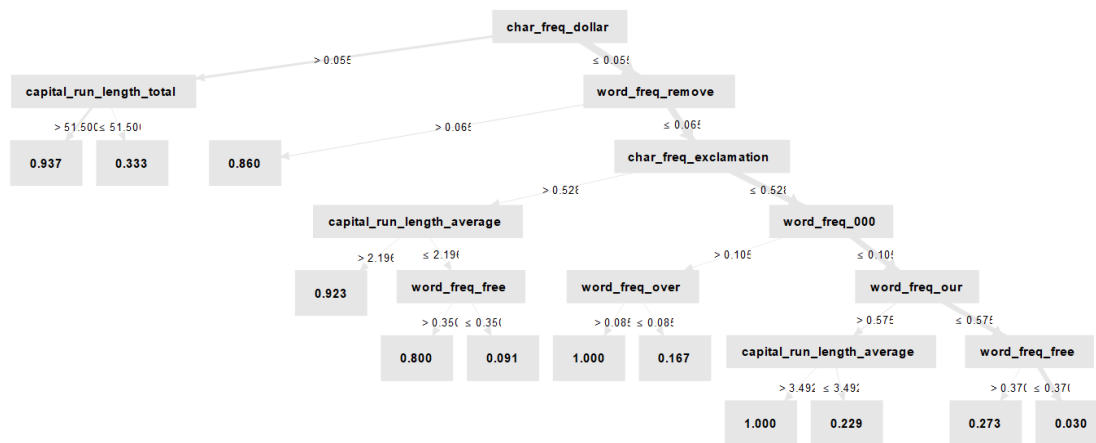 char_freq_dollar
> 0.055 ≤ 0.055
capital_run_length_total word_freq_remove
> 51.500 ≤ 51.500 > 0.065 ≤ 0.065
0.937 0.333 0.860 char_freq_exclamation
> 0.528 ≤ 0.528
capital_run_length_average word_freq_000
> 2.196 ≤ 2.196 > 0.105 ≤ 0.105
0.923 word_freq_free word_freq_over word_freq_our
> 0.350 ≤ 0.350 > 0.085 ≤ 0.085 > 0.575 ≤ 0.575
0.800 0.091 1.000 0.167 capital_run_length_average word_freq_free
> 3.492 ≤ 3.492 > 0.370 ≤ 0.370
1.000 0.229 0.273 0.030